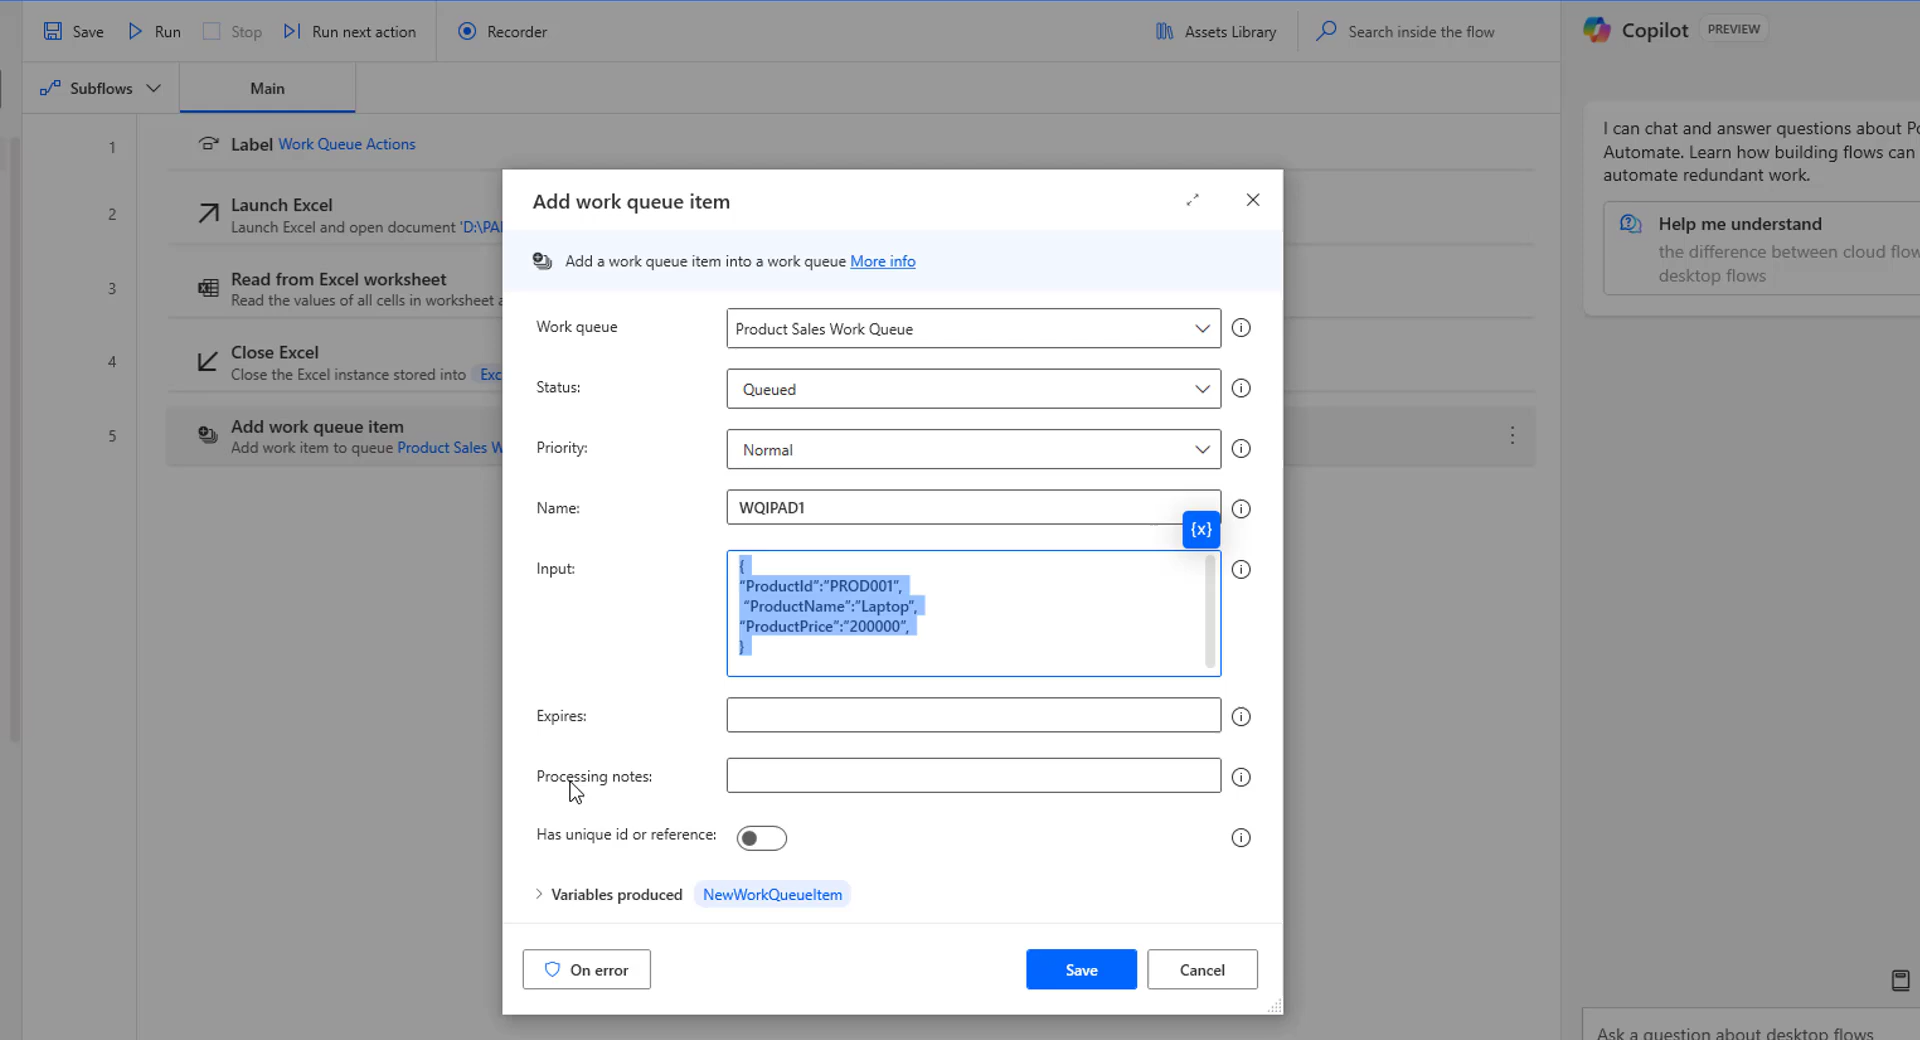 Save
Run
Stop
Run next action
Recorder
Assets Library
Search inside the flow
Copilot PREVIEW
Subflows
Main
I can chat and answer questions about
Automate. Learn how building flows can
automate redundant work.
Help me understand
the difference between cloud
desktop flows
1
Label Work Queue Actions
2
Launch Excel
Launch Excel and open document
3
Read from Excel worksheet
Read the values of all cells in worksheet
4
Close Excel
Close the Excel instance stored into
5
Add work queue item
Add work item to queue Product Sales
Add work queue item
Add a work queue item into a work queue More info
Work queue
Product Sales Work Queue
Status:
Queued
Priority:
Normal
Name:
WQIPAD1
{x}
Input:
{
“ProductId”:”PROD001”,
“ProductName”:”Laptop”,
“ProductPrice”:”200000”,
}
Expires:
Processing notes:
Has unique id or reference:
Variables produced NewWorkQueueItem
On error
Save
Cancel
Ask a question about desktop flows